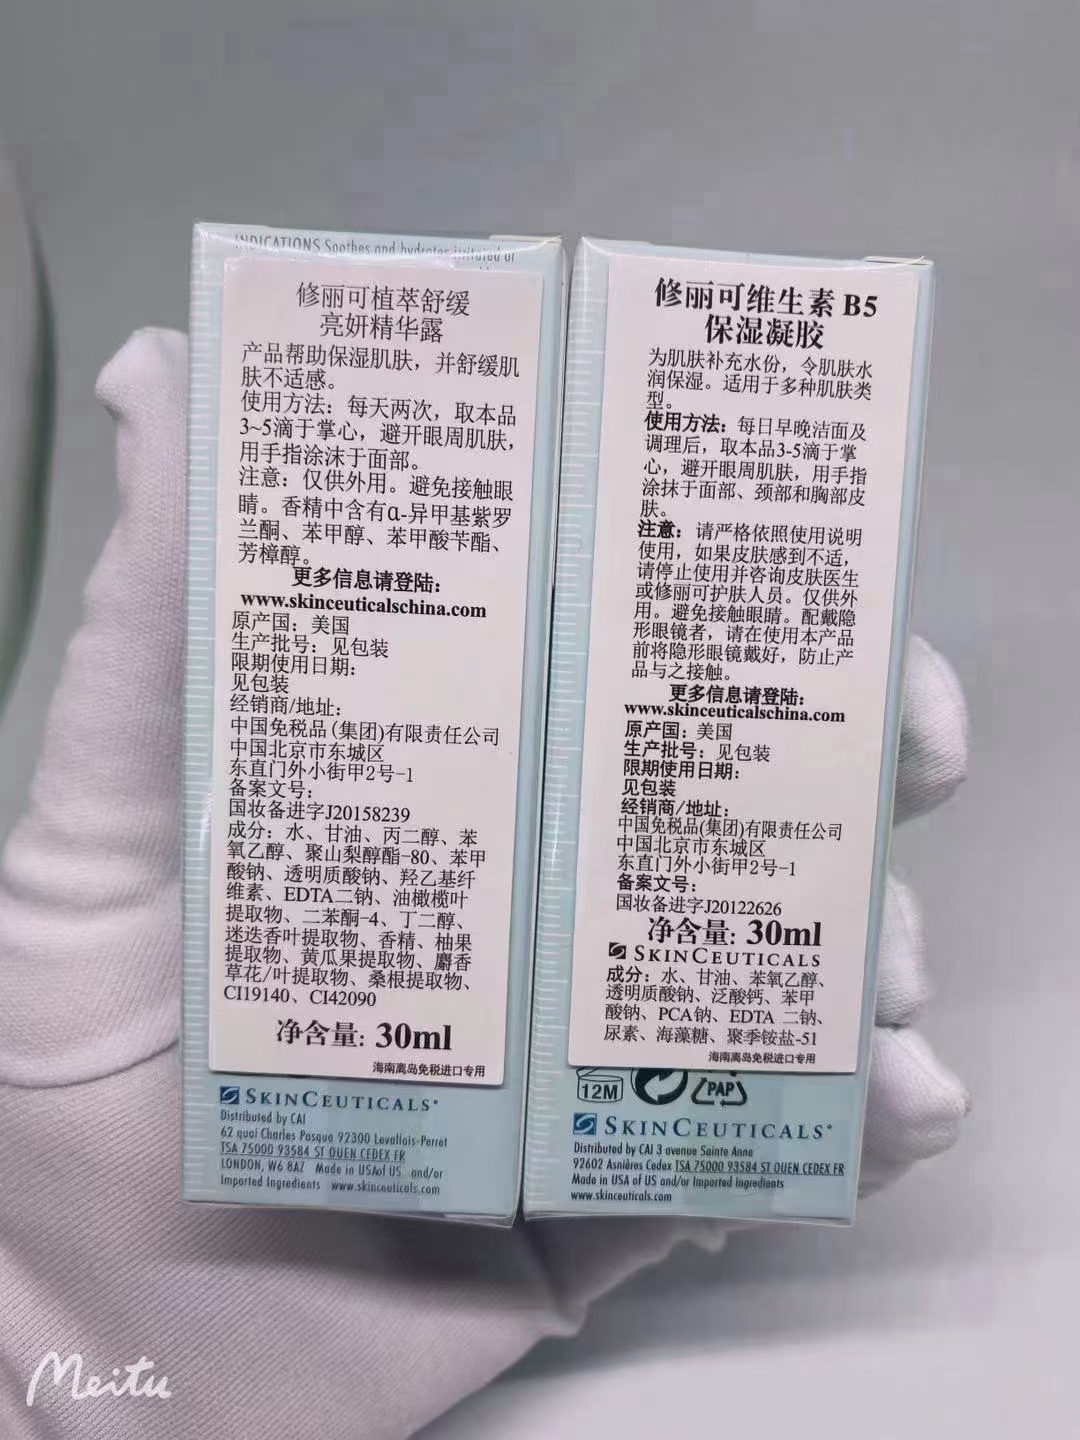 INDICATIONS Soothes and hydrates irritated or
修丽可植萃舒缓
亮妍精华露
产品帮助保湿肌肤，并舒缓肌
肤不适感。
使用方法：每天两次，取本品
3~5滴于掌心，避开眼周肌肤，
用手指涂抹于面部。
注意：仅供外用。避免接触眼
睛。香精中含有α-异甲基紫罗
兰酮、苯甲醇、苯甲酸苄酯、
芳樟醇。
更多信息请登陆：
www.skinceuticalschina.com
原产国：美国
生产批号：见包装
限期使用日期：
见包装
经销商/地址：
中国免税品(集团)有限责任公司
中国北京市东城区
东直门外小街甲2号-1
备案文号：
国妆备进字J20158239
成分：水、甘油、丙二醇、苯
氧乙醇、聚山梨醇酯-80、苯甲
酸钠、透明质酸钠、羟乙基纤
维素、EDTA二钠、油橄榄叶
提取物、二苯酮-4、丁二醇、
迷迭香叶提取物、香精、柚果
提取物、黄瓜果提取物、麝香
草花/叶提取物、桑根提取物、
CI19140、CI42090
净含量：30ml
海南离岛免税进口专用
SKINCEUTICALS®
Distributed by CAI
62 quai Charles Pasqua 92300 Levallois-Perret
TSA 75000 93584 ST OUEN CEDEX FR
LONDON, W6 8AZ Made in USAof US and/or
Imported Ingredients www.skinceuticals.com
修丽可维生素 B5
保湿凝胶
为肌肤补充水份，令肌肤水
润保湿。适用于多种肌肤类
型。
使用方法：每日早晚洁面及
调理后，取本品3-5滴于掌
心，避开眼周肌肤，用手指
涂抹于面部、颈部和胸部皮
肤。
注意：请严格依照使用说明
使用，如果皮肤感到不适，
请停止使用并咨询皮肤医生
或修丽可护肤人员。仅供外
用。避免接触眼睛。配戴隐
形眼镜者，请在使用本产品
前将隐形眼镜戴好，防止产
品与之接触。
更多信息请登陆：
www.skinceuticalschina.com
原产国：美国
生产批号：见包装
限期使用日期：
见包装
经销商/地址：
中国免税品(集团)有限责任公司
中国北京市东城区
东直门外小街甲2号-1
备案文号：
国妆备进字J20122626
净含量：30ml
SKINCEUTICALS
成分：水、甘油、苯氧乙醇、
透明质酸钠、泛酸钙、苯甲
酸钠、PCA钠、EDTA 二钠、
尿素、海藻糖、聚季铵盐-51
海南离岛免税进口专用
12M
PAP
SKINCEUTICALS®
Distributed by CAI 3 avenue Sainte Anne
92602 Asnières Cedex TSA 75000 93584 ST OUEN CEDEX FR
Made in USA of US and/or Imported Ingredients
www.skinceuticals.com
Meitu